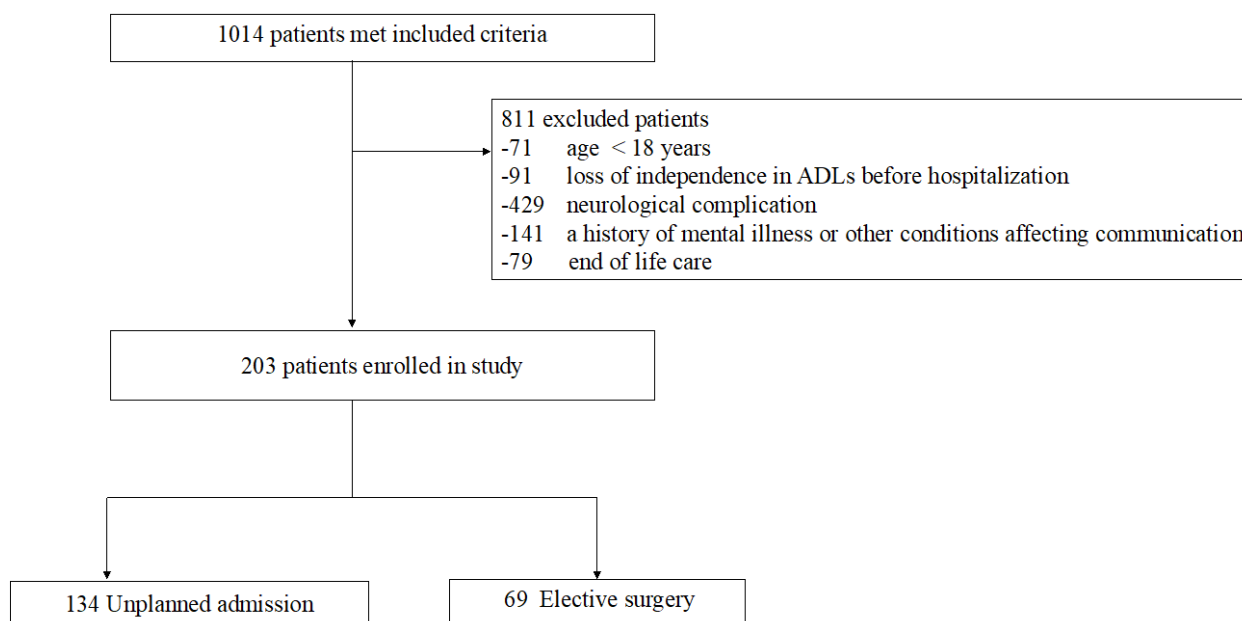 1014 patients met included criteria
811 excluded patients
-71 age < 18 years
-91 loss of independence in ADLs before hospitalization
-429 neurological complication
-141 a history of mental illness or other conditions affecting communication
-79 end of life care
203 patients enrolled in study
134 Unplanned admission
69 Elective surgery